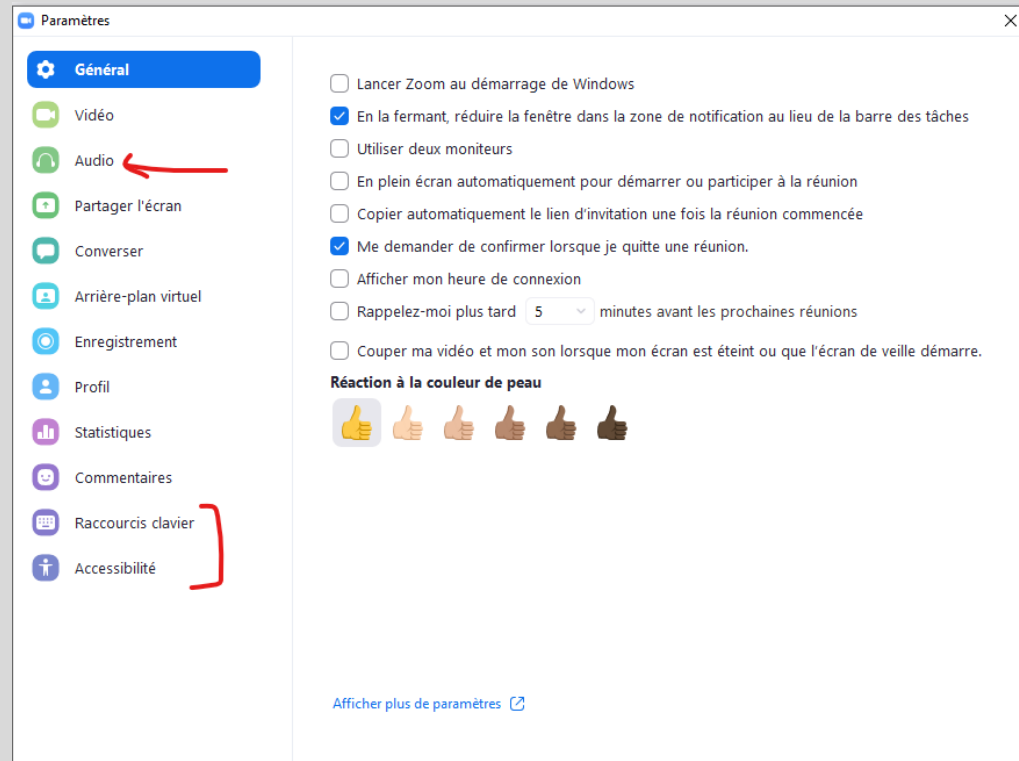 Paramètres
Général
Vidéo
Audio
Partager l'écran
Converser
Arrière-plan virtuel
Enregistrement
Profil
Statistiques
Commentaires
Raccourcis clavier
Accessibilité
Lancer Zoom au démarrage de Windows
En la fermant, réduire la fenêtre dans la zone de notification au lieu de la barre des tâches
Utiliser deux moniteurs
En plein écran automatiquement pour démarrer ou participer à la réunion
Copier automatiquement le lien d'invitation une fois la réunion commencée
Me demander de confirmer lorsque je quitte une réunion.
Afficher mon heure de connexion
Rappelez-moi plus tard 5 minutes avant les prochaines réunions
Couper ma vidéo et mon son lorsque mon écran est éteint ou que l'écran de veille démarre.
Réaction à la couleur de peau
Afficher plus de paramètres